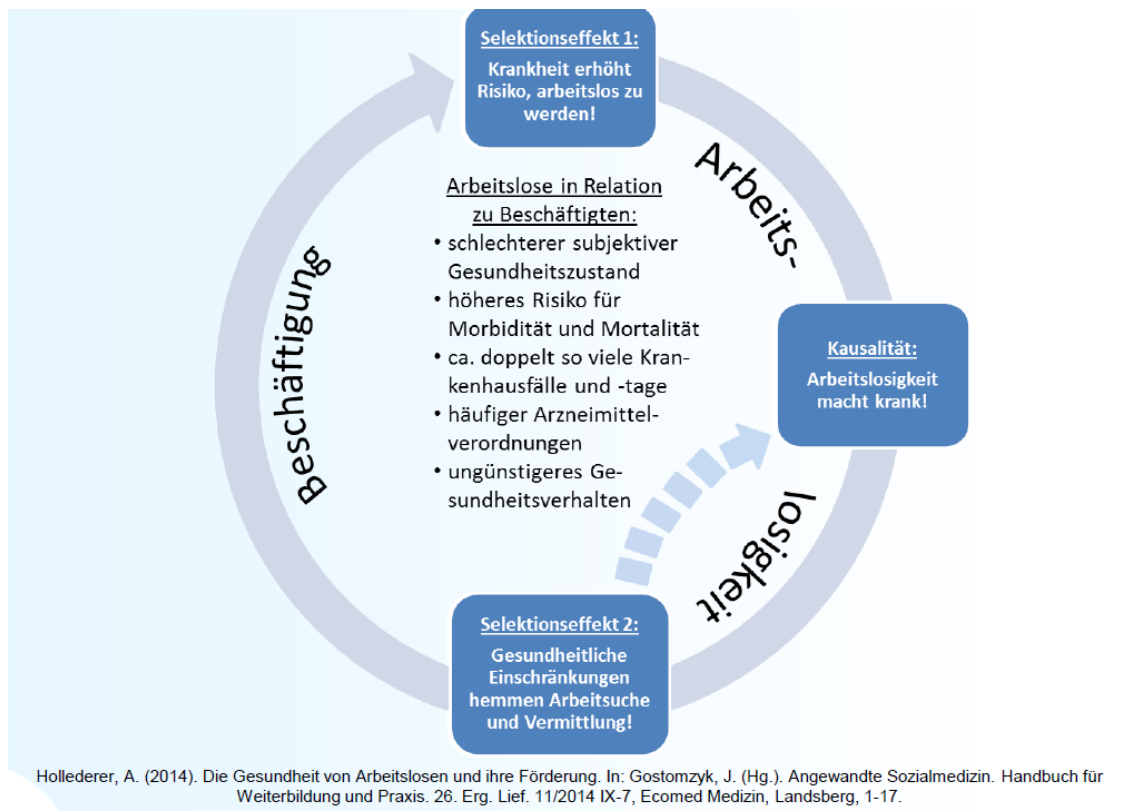 Selektionseffekt 1:
Krankheit erhöht
Risiko, arbeitslos zu
werden!
Arbeits-
Arbeitslose in Relation
zu Beschäftigten:
• schlechterer subjektiver
Gesundheitszustand
• höheres Risiko für
Morbidität und Mortalität
• ca. doppelt so viele Kran-
kenhausfälle und -tage
• häufiger Arzneimittel-
verordnungen
• ungünstigeres Ge-
sundheitsverhalten
Beschäftigung
Kausalität:
Arbeitslosigkeit
macht krank!
losigkeit
Selektionseffekt 2:
Gesundheitliche
Einschränkungen
hemmen Arbeitsuche
und Vermittlung!
Hollederer, A. (2014). Die Gesundheit von Arbeitslosen und ihre Förderung. In: Gostomzyk, J. (Hg.). Angewandte Sozialmedizin. Handbuch für
Weiterbildung und Praxis. 26. Erg. Lief. 11/2014 IX-7, Ecomed Medizin, Landsberg, 1-17.